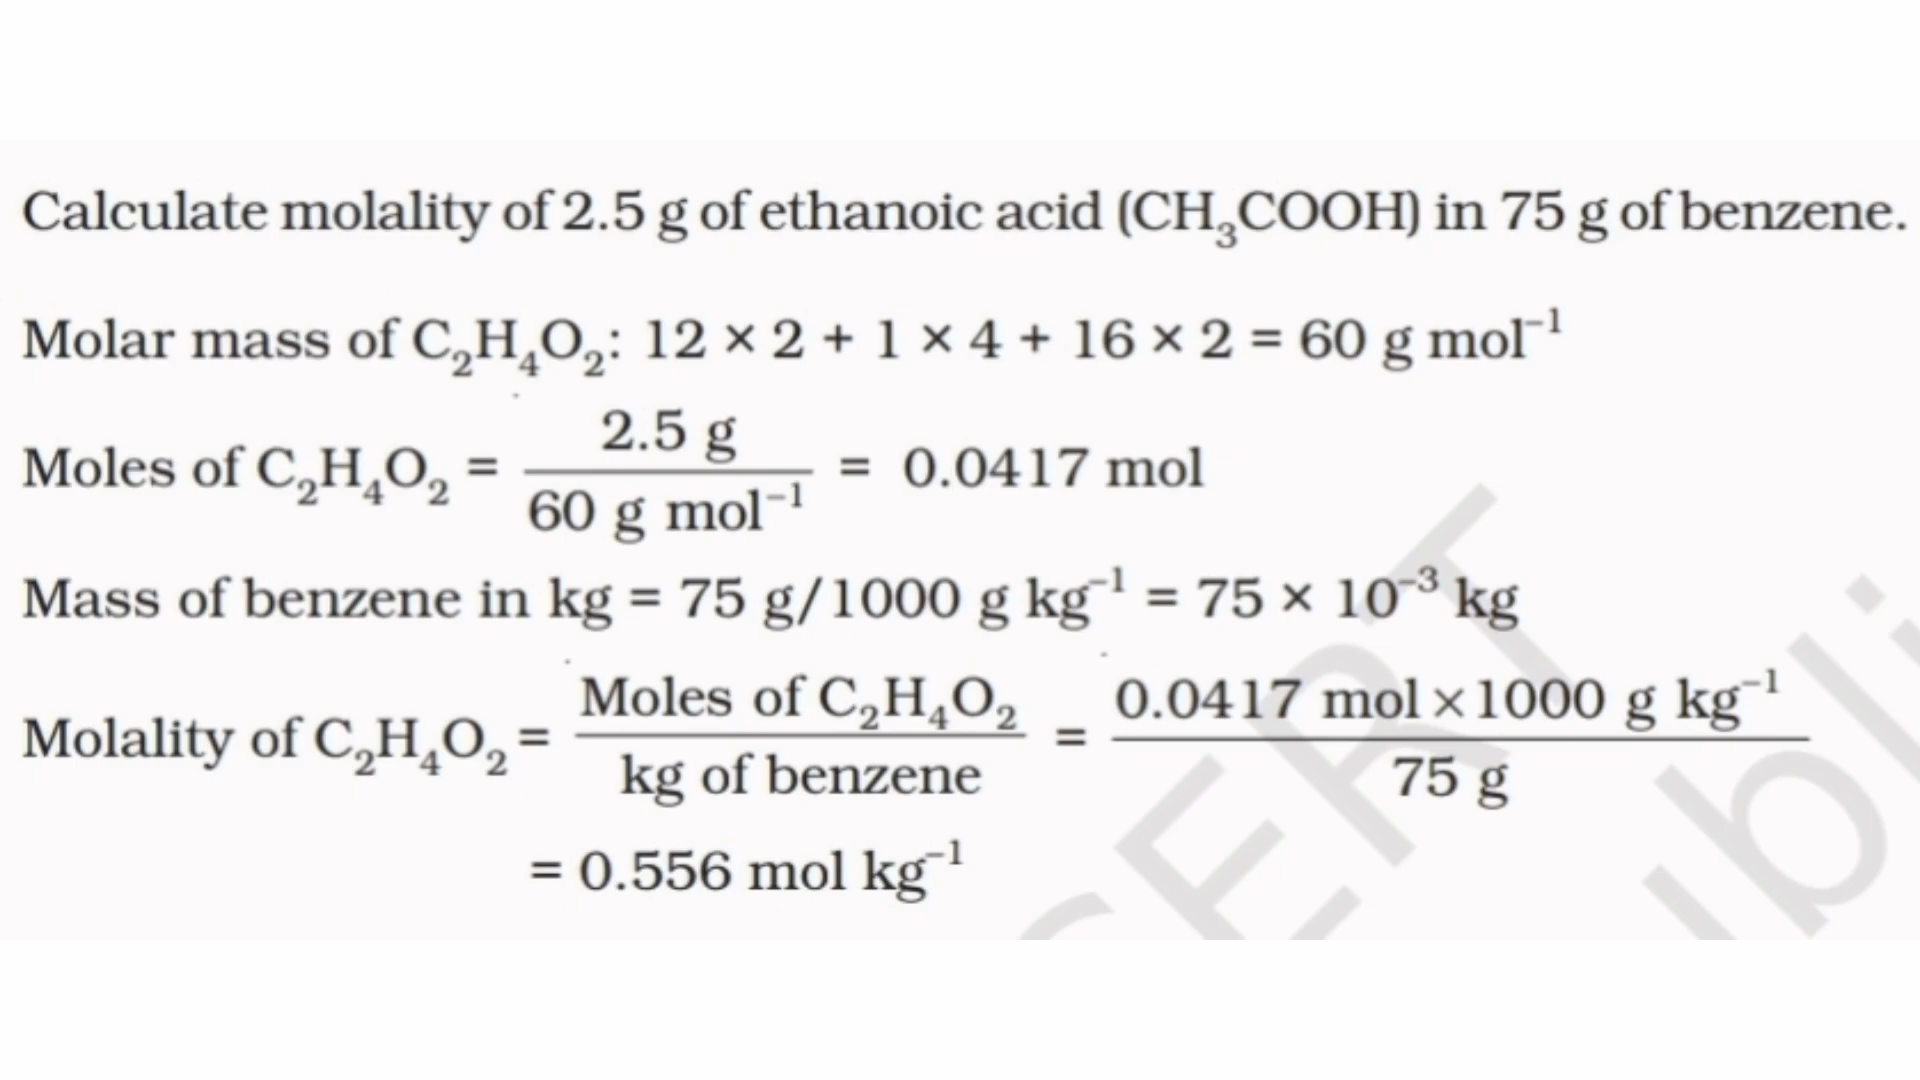 Calculate molality of 2.5 g of ethanoic acid (CH₃COOH) in 75 g of benzene.
Molar mass of C₂H₄O₂: 12 × 2 + 1 × 4 + 16 × 2 = 60 g mol⁻¹
Moles of C₂H₄O₂ = 2.5 g / 60 g mol⁻¹ = 0.0417 mol
Mass of benzene in kg = 75 g/1000 g kg⁻¹ = 75 × 10⁻³ kg
Molality of C₂H₄O₂ = Moles of C₂H₄O₂ / kg of benzene = 0.0417 mol × 1000 g kg⁻¹ / 75 g
= 0.556 mol kg⁻¹